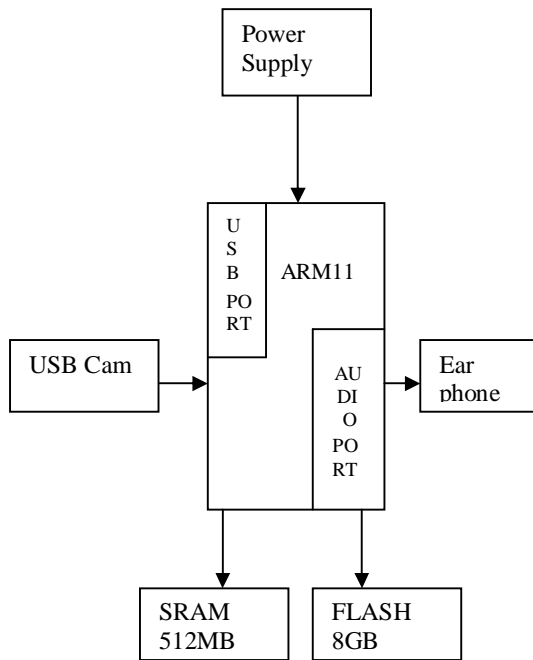 Power
Supply
U
S
B
PO
RT
ARM11
USB Cam
AU
DI
O
PO
RT
Ear
phone
SRAM
512MB
FLASH
8GB